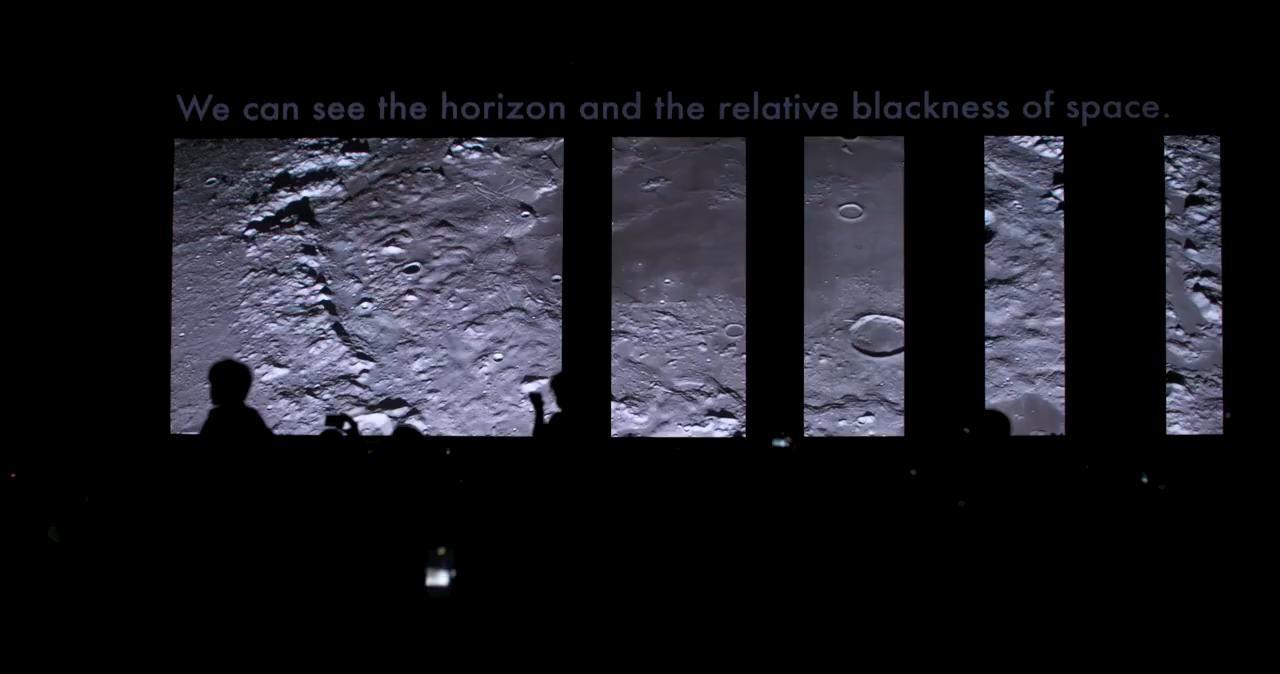 We can see the horizon and the relative blackness of space.